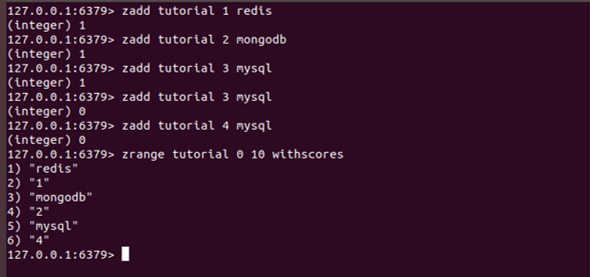 127.0.0.1:6379> zadd tutorial 1 redis
(integer) 1
127.0.0.1:6379> zadd tutorial 2 mongodb
(integer) 1
127.0.0.1:6379> zadd tutorial 3 mysql
(integer) 1
127.0.0.1:6379> zadd tutorial 3 mysql
(integer) 0
127.0.0.1:6379> zadd tutorial 4 mysql
(integer) 0
127.0.0.1:6379> zrange tutorial 0 10 withscores
1) "redis"
2) "1"
3) "mongodb"
4) "2"
5) "mysql"
6) "4"
127.0.0.1:6379>